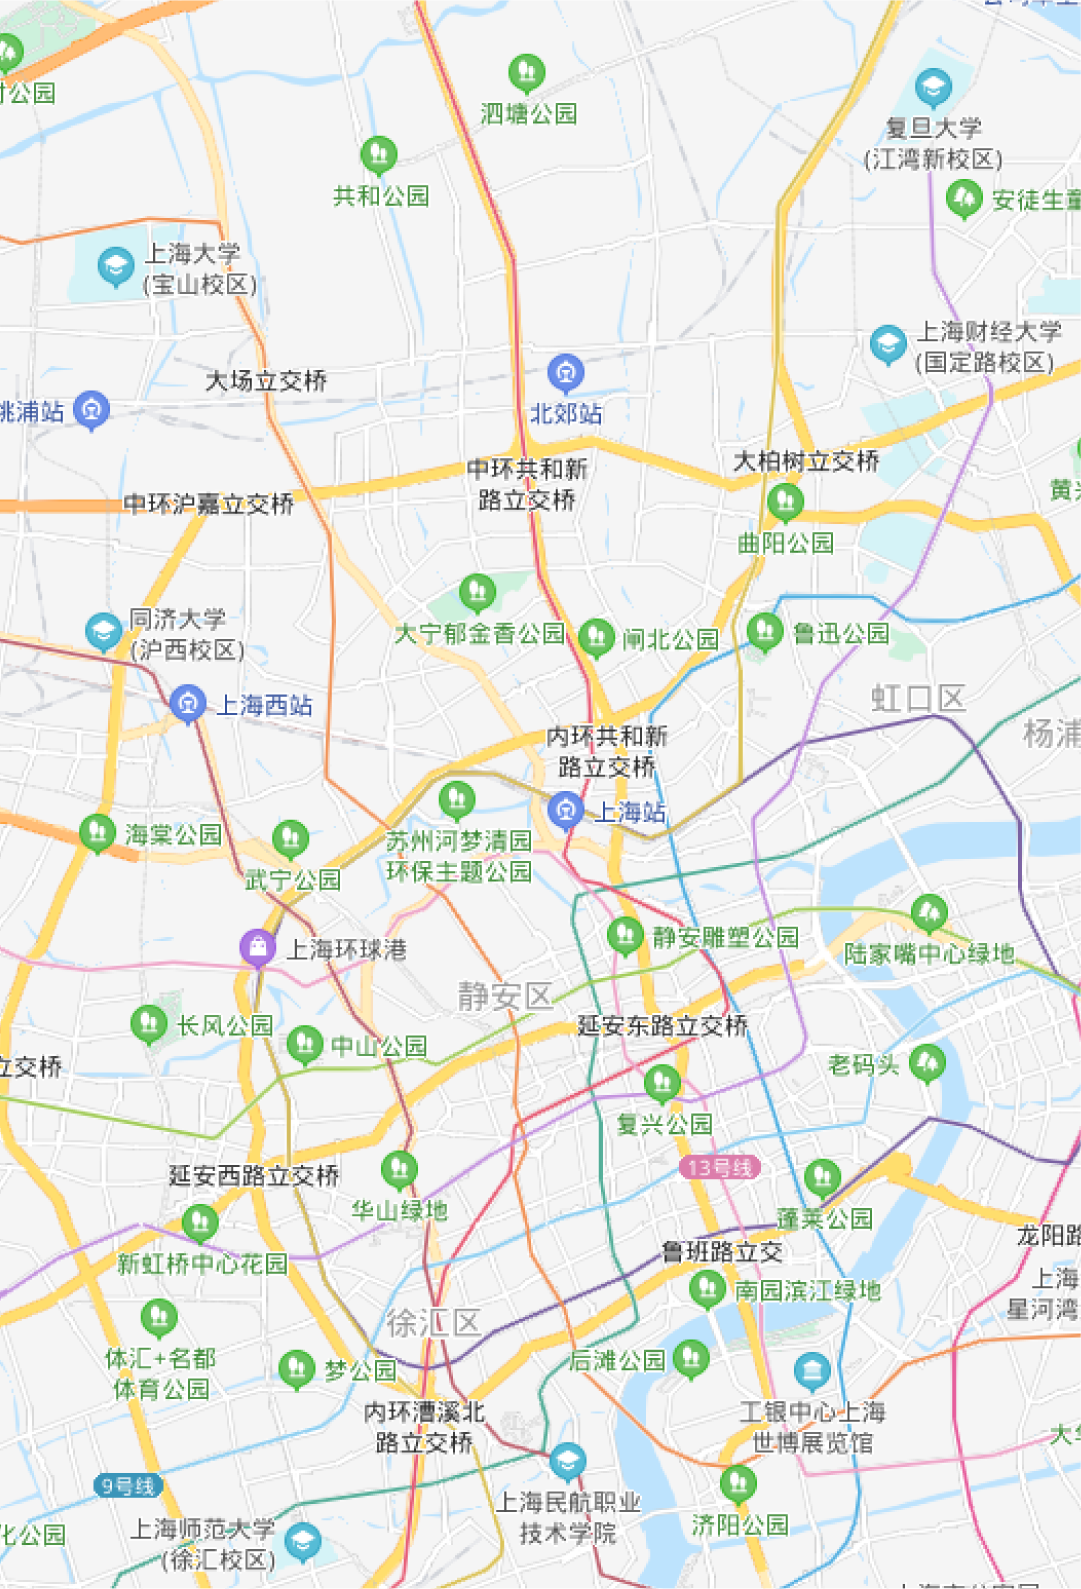 泗塘公园
复旦大学
(江湾新校区)
共和公园
安徒生童
上海大学
(宝山校区)
上海财经大学
(国定路校区)
大场立交桥
桃浦站
北郊站
中环共和新
路立交桥
大柏树立交桥
中环沪嘉立交桥
黄兴
曲阳公园
同济大学
(沪西校区)
大宁郁金香公园
闸北公园
鲁迅公园
上海西站
虹口区
杨浦
内环共和新
路立交桥
上海站
海棠公园
苏州河梦清园
环保主题公园
武宁公园
上海环球港
静安雕塑公园
陆家嘴中心绿地
静安区
长风公园
中山公园
延安东路立交桥
立交桥
老码头
复兴公园
13号线
延安西路立交桥
华山绿地
蓬莱公园
新虹桥中心花园
鲁班路立交
龙阳路
南园滨江绿地
上海
星河湾
徐汇区
体汇+名都
体育公园
梦公园
后滩公园
内环漕溪北
路立交桥
工银中心上海
世博展览馆
9号线
上海民航职业
技术学院
济阳公园
化公园
上海师范大学
(徐汇校区)